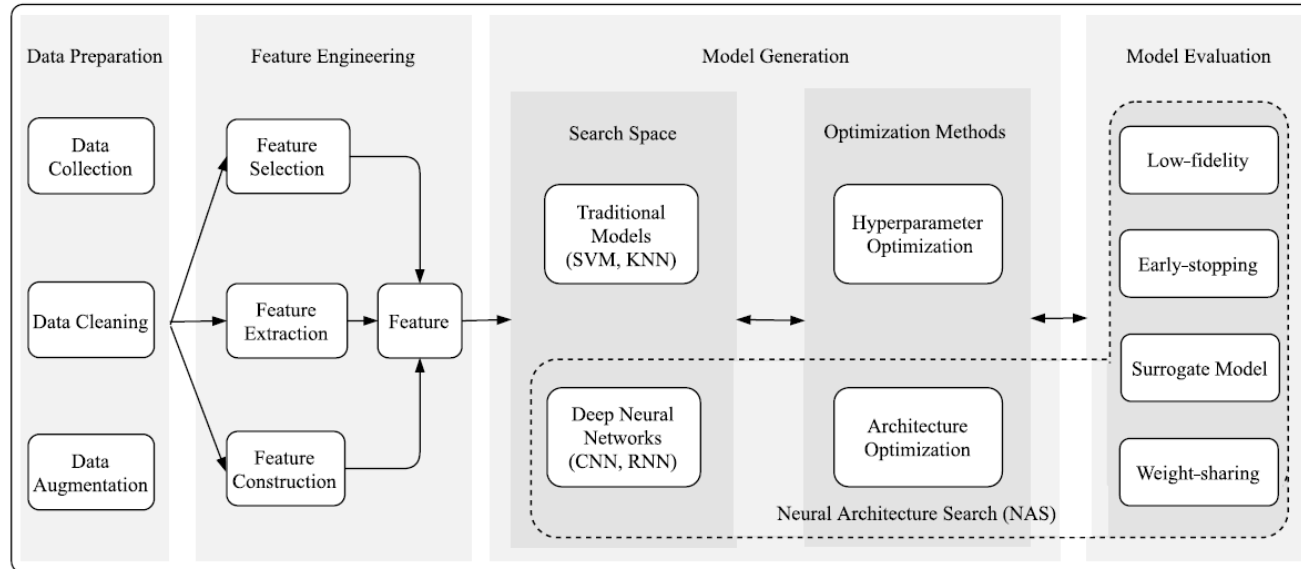 Data Preparation
Data
Collection
Data Cleaning
Data
Augmentation
Feature Engineering
Feature
Selection
Feature
Extraction
Feature
Construction
Feature
Model Generation
Search Space
Traditional
Models
(SVM, KNN)
Deep Neural
Networks
(CNN, RNN)
Optimization Methods
Hyperparameter
Optimization
Architecture
Optimization
Neural Architecture Search (NAS)
Model Evaluation
Low-fidelity
Early-stopping
Surrogate Model
Weight-sharing